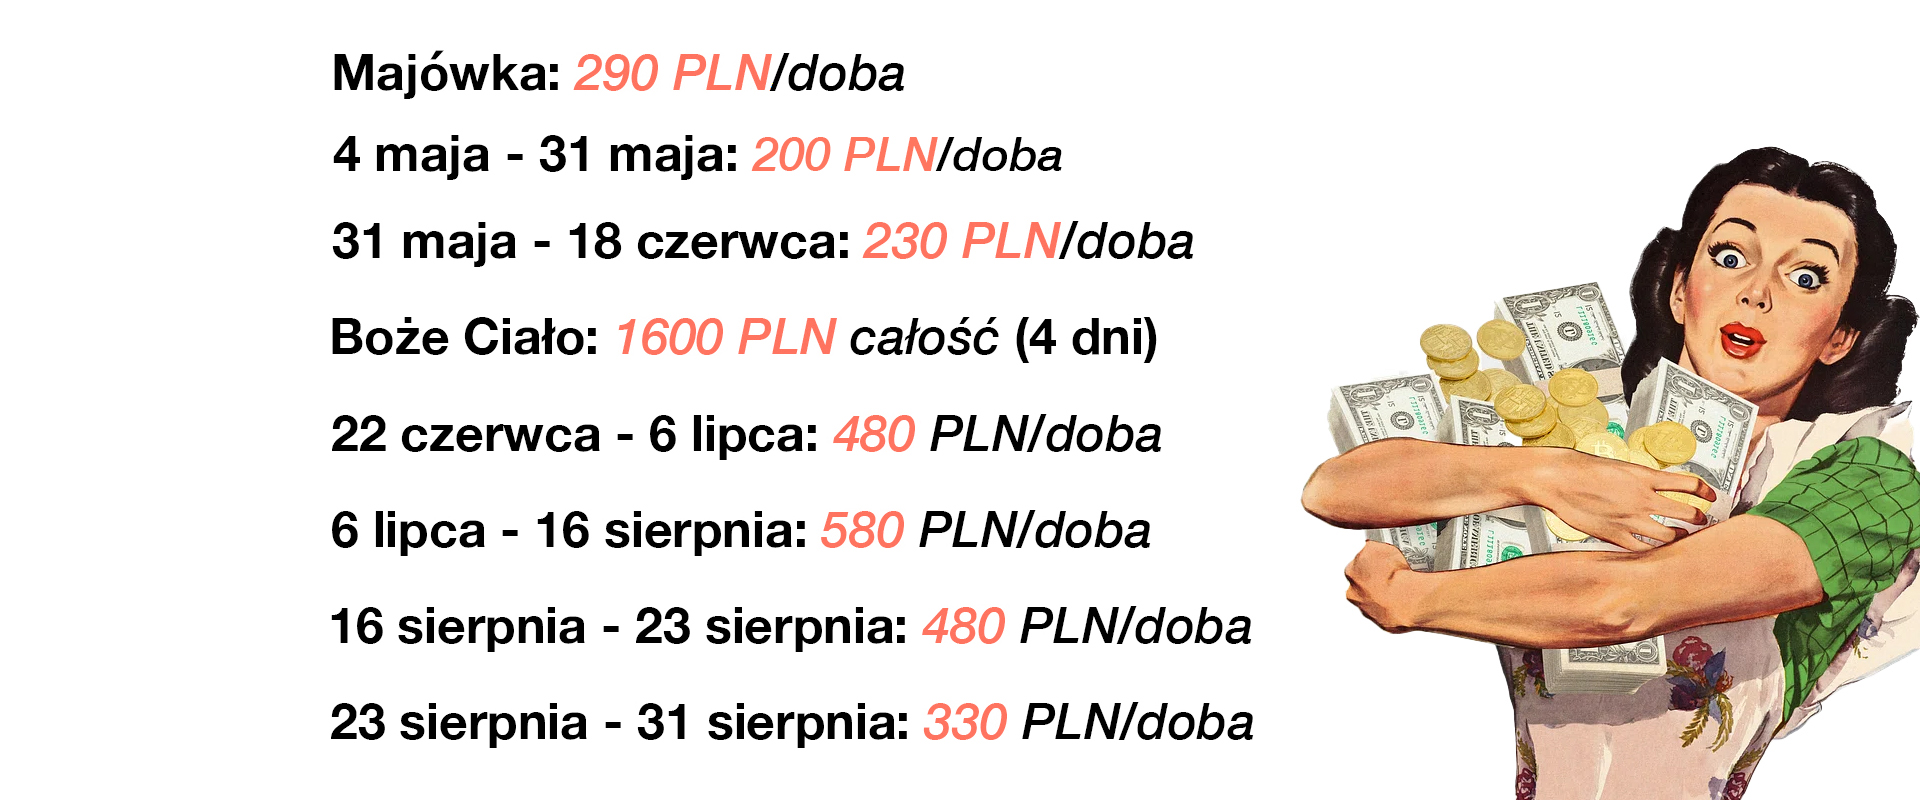 Majówka: 290 PLN/doba
4 maja - 31 maja: 200 PLN/doba
31 maja - 18 czerwca: 230 PLN/doba
Boże Ciało: 1600 PLN całość (4 dni)
22 czerwca - 6 lipca: 480 PLN/doba
6 lipca - 16 sierpnia: 580 PLN/doba
16 sierpnia - 23 sierpnia: 480 PLN/doba
23 sierpnia - 31 sierpnia: 330 PLN/doba